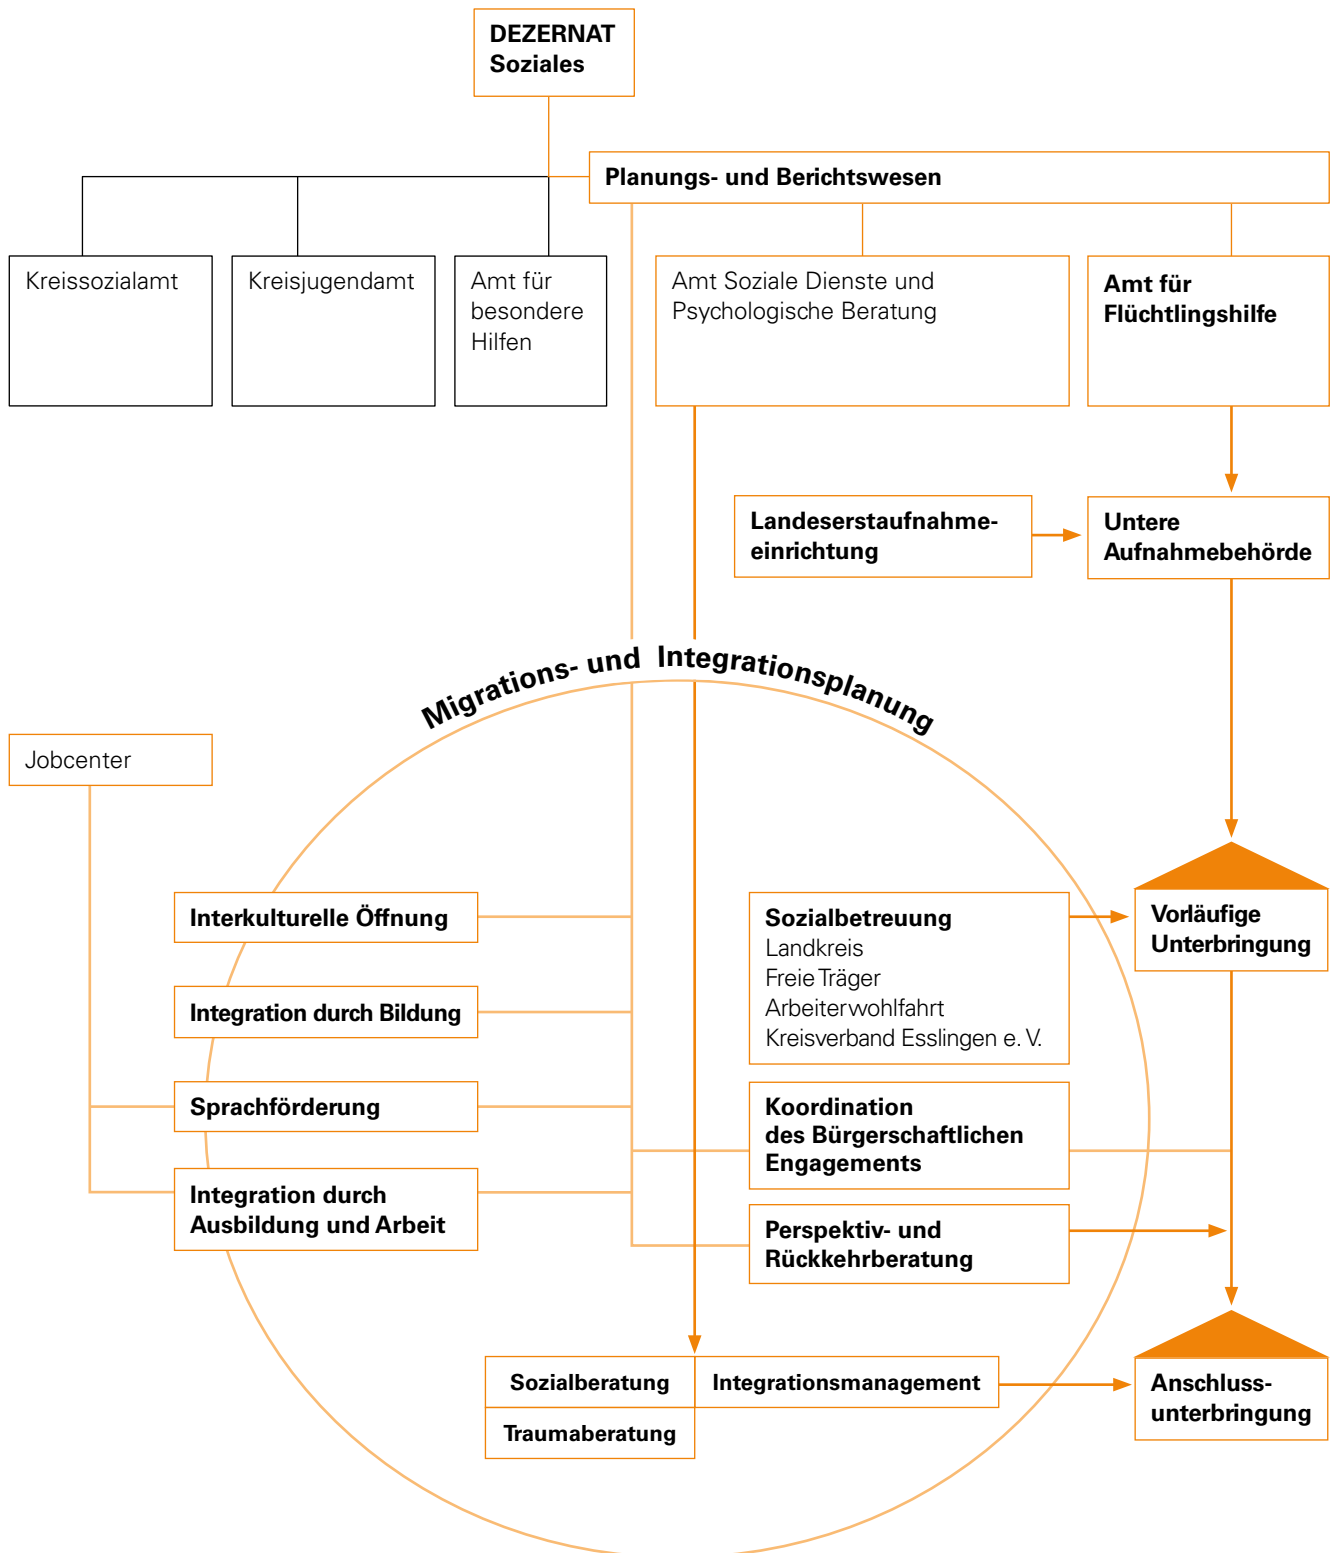 DEZERNAT
Soziales
Planungs- und Berichtswesen
Kreissozialamt
Kreisjugendamt
Amt für
besondere
Hilfen
Amt Soziale Dienste und
Psychologische Beratung
Amt für
Flüchtlingshilfe
Landeserstaufnahme-
einrichtung
Untere
Aufnahmebehörde
Migrations- und Integrationsplanung
Jobcenter
Interkulturelle Öffnung
Integration durch Bildung
Sprachförderung
Integration durch
Ausbildung und Arbeit
Sozialbetreuung
Landkreis
Freie Träger
Arbeiterwohlfahrt
Kreisverband Esslingen e. V.
Vorläufige
Unterbringung
Koordination
des Bürgerschaftlichen
Engagements
Perspektiv- und
Rückkehrberatung
Sozialberatung
Integrationsmanagement
Traumaberatung
Anschluss-
unterbringung